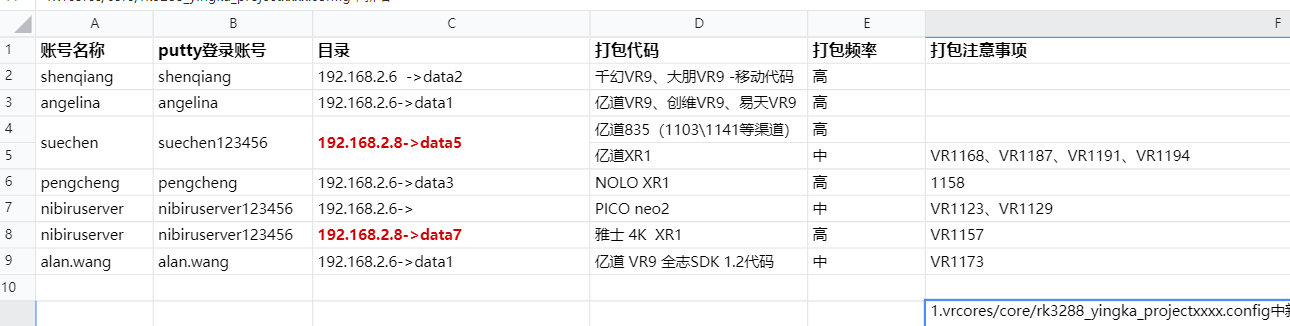 A B C D E F
1 账号名称 putty登录账号 目录 打包代码 打包频率 打包注意事项
2 shenqiang shenqiang 192.168.2.6 ->data2 千幻VR9、大朋VR9 -移动代码 高
3 angelina angelina 192.168.2.6->data1 亿道VR9、创维VR9、易天VR9 高
4 suechen suechen123456 192.168.2.8->data5 亿道835（1103\1141等渠道） 高
5 亿道XR1 中 VR1168、VR1187、VR1191、VR1194
6 pengcheng pengcheng 192.168.2.6->data3 NOLO XR1 高 1158
7 nibiruserver nibiruserver123456 192.168.2.6-> PICO neo2 中 VR1123、VR1129
8 nibiruserver nibiruserver123456 192.168.2.8->data7 雅士 4K XR1 高 VR1157
9 alan.wang alan.wang 192.168.2.6->data1 亿道 VR9 全志SDK 1.2代码 中 VR1173
10
1.vrcores/core/rk3288_yingka_projectxxxx.config中